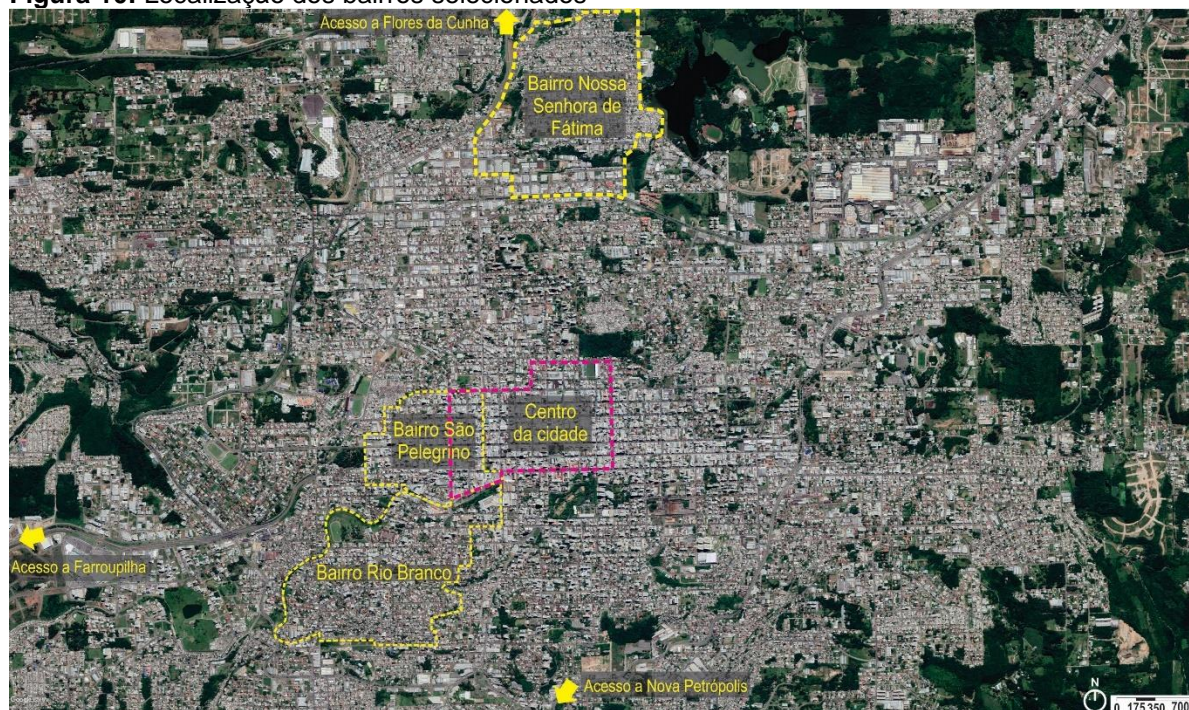 Figura 10: Localização dos bairros selecionados
Acesso a Flores da Cunha
Bairro Nossa
Senhora de
Fátima
Centro
da cidade
Bairro São
Pelegrino
Acesso a Farroupilha
Bairro Rio Branco
Acesso a Nova Petrópolis
N
0 175 350 700